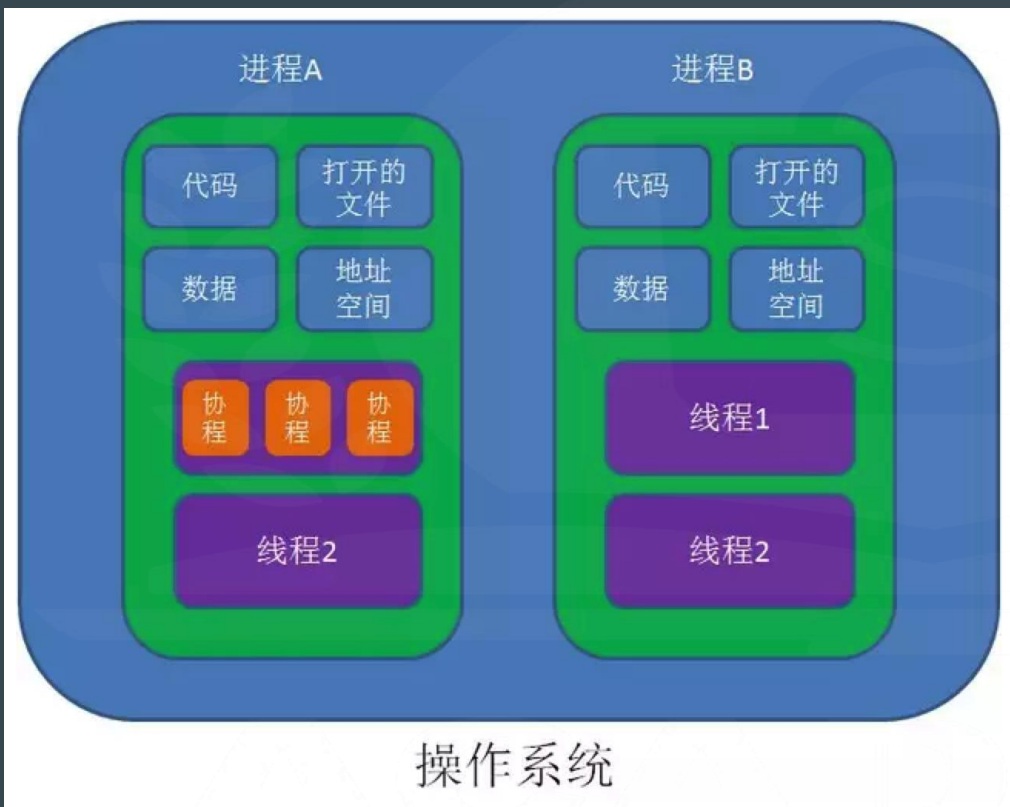 进程A
进程B
代码
打开的
文件
代码
打开的
文件
数据
地址
空间
数据
地址
空间
协
程
协
程
协
程
线程1
线程2
线程2
操作系统